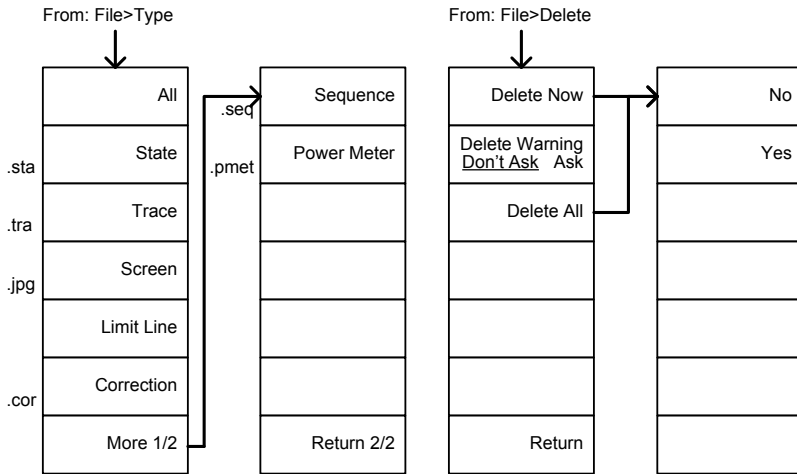 From: File>Type
All
.sta
State
.tra
Trace
.jpg
Screen
Limit Line
.cor
Correction
More 1/2
.seq
Sequence
.pmet
Power Meter
Return 2/2
From: File>Delete
Delete Now
Delete Warning
Don't Ask Ask
Delete All
Return
No
Yes